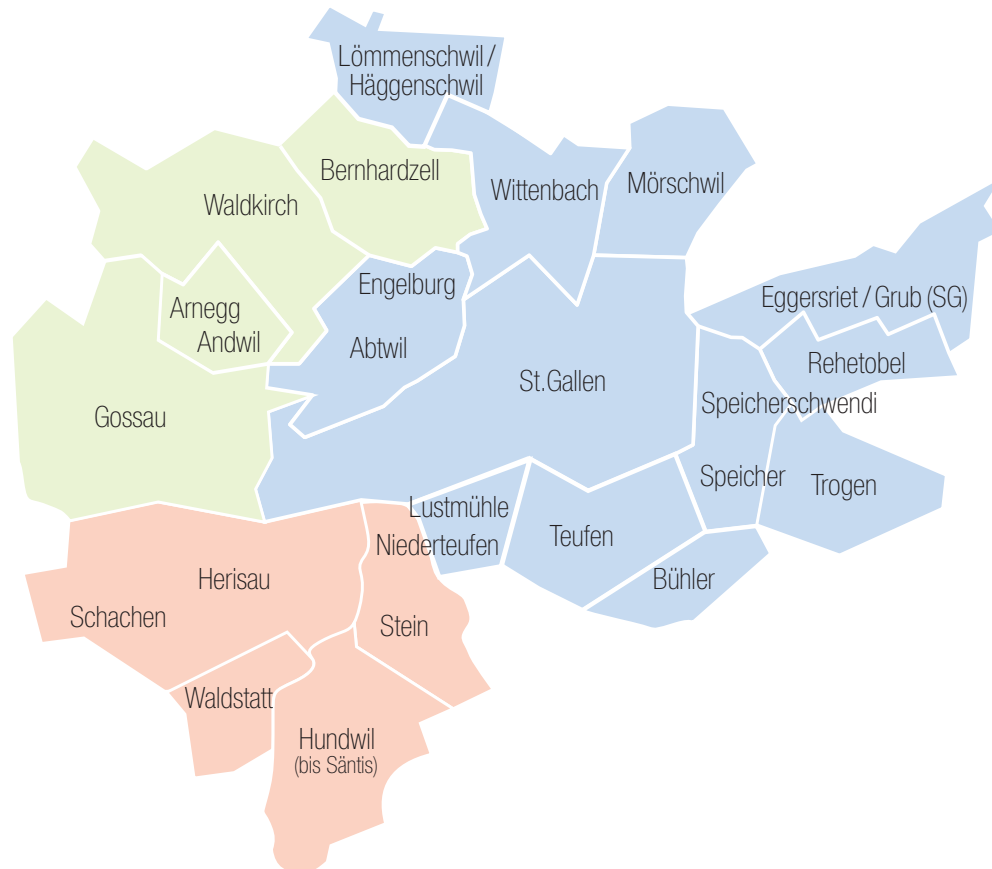 Lömmenschwil /
Häggenschwil
Bernhardzell
Wittenbach
Mörschwil
Waldkirch
Engelburg
Eggersriet / Grub (SG)
Arnegg
Andwil
Abtwil
Rehetobel
St.Gallen
Speicherschwendi
Gossau
Speicher
Trogen
Lustmühle
Niederteufen
Teufen
Herisau
Bühler
Schachen
Stein
Waldstatt
Hundwil
(bis Säntis)